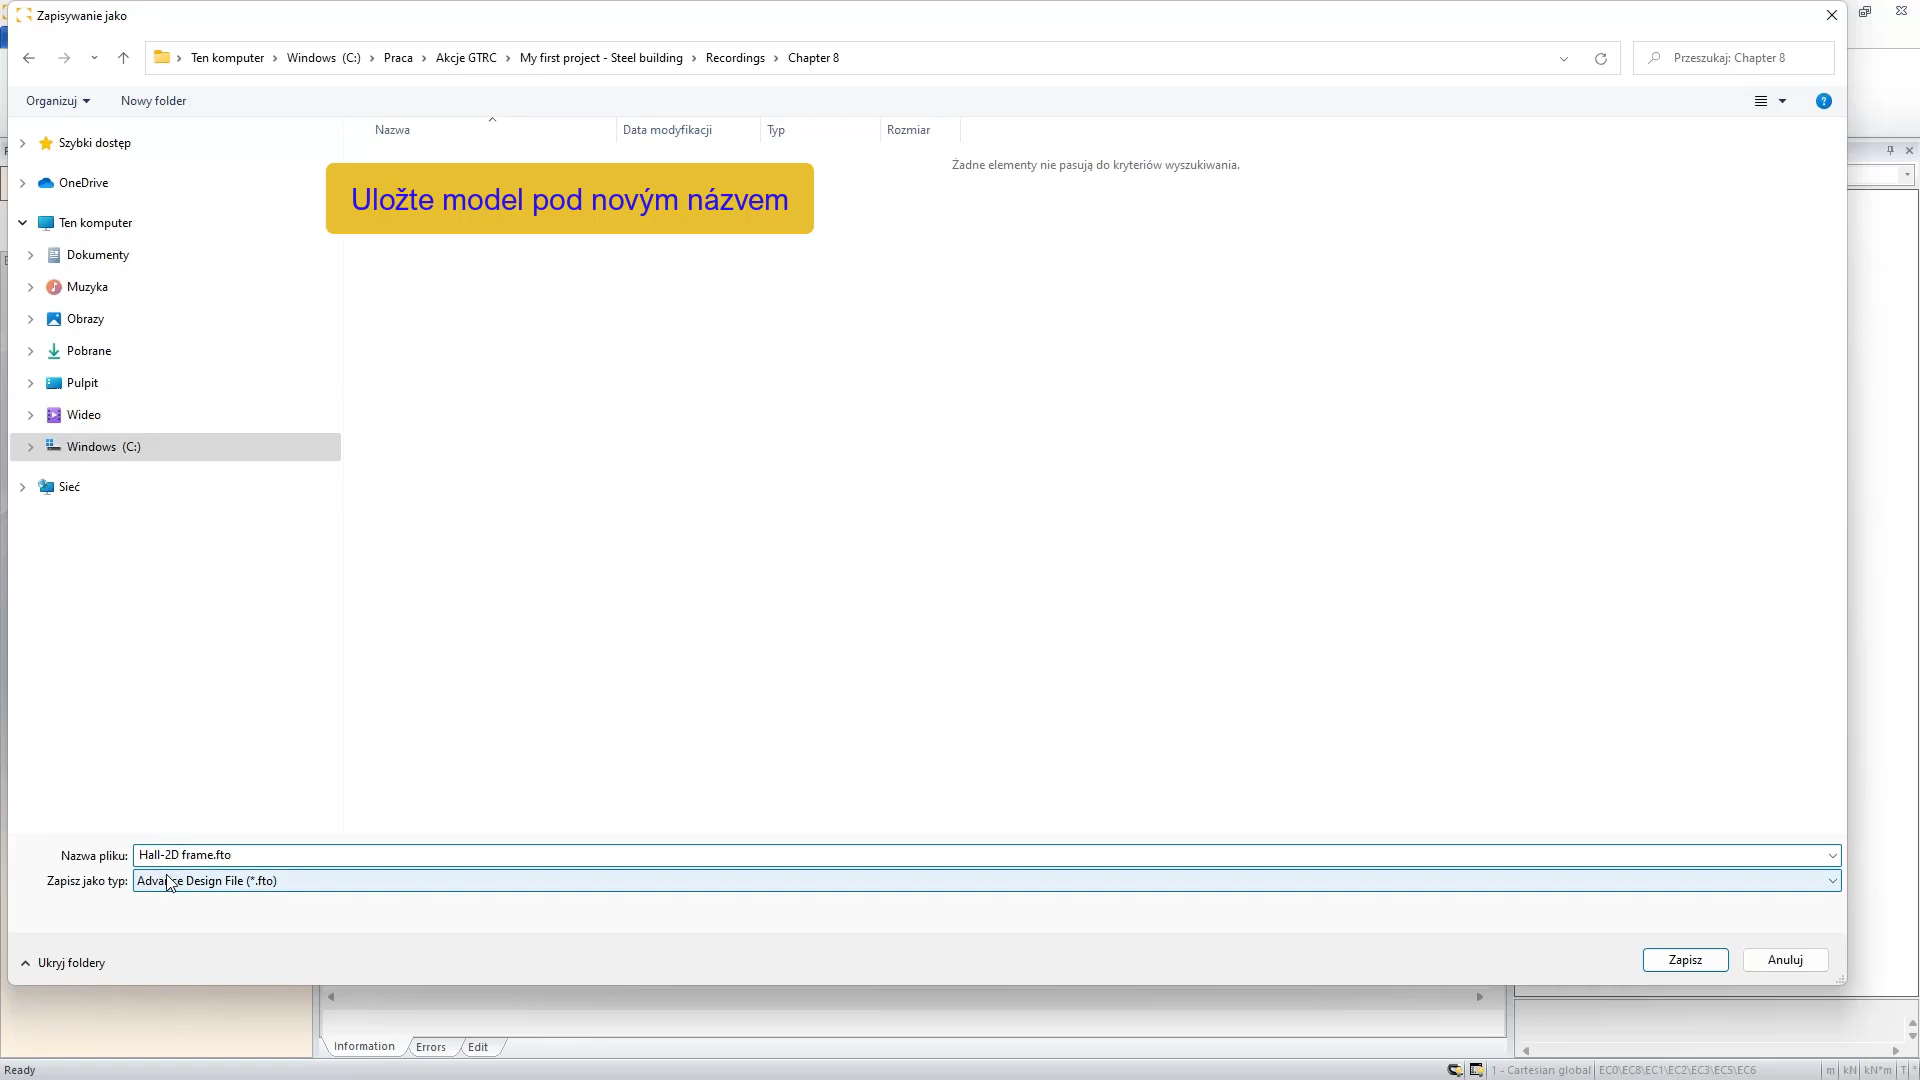 Zapisywanie jako
Ten komputer > Windows (C:) > Praca > Akcje GTRC > My first project - Steel building > Recordings > Chapter 8
Przeszukaj: Chapter 8
Organizuj
Nowy folder
Nazwa
Data modyfikacji
Typ
Rozmiar
Żadne elementy nie pasują do kryteriów wyszukiwania.
Uložte model pod novým názvem
Szybki dostęp
OneDrive
Ten komputer
Dokumenty
Muzyka
Obrazy
Pobrane
Pulpit
Wideo
Windows (C:)
Sieć
Nazwa pliku: Hall-2D frame.fto
Zapisz jako typ: Advance Design File (*.fto)
Ukryj foldery
Zapisz
Anuluj
Information
Errors
Edit
Ready
1 - Cartesian global
EC0\EC8\EC1\EC2\EC3\EC5\EC6
m
kN
kN*m
T
°